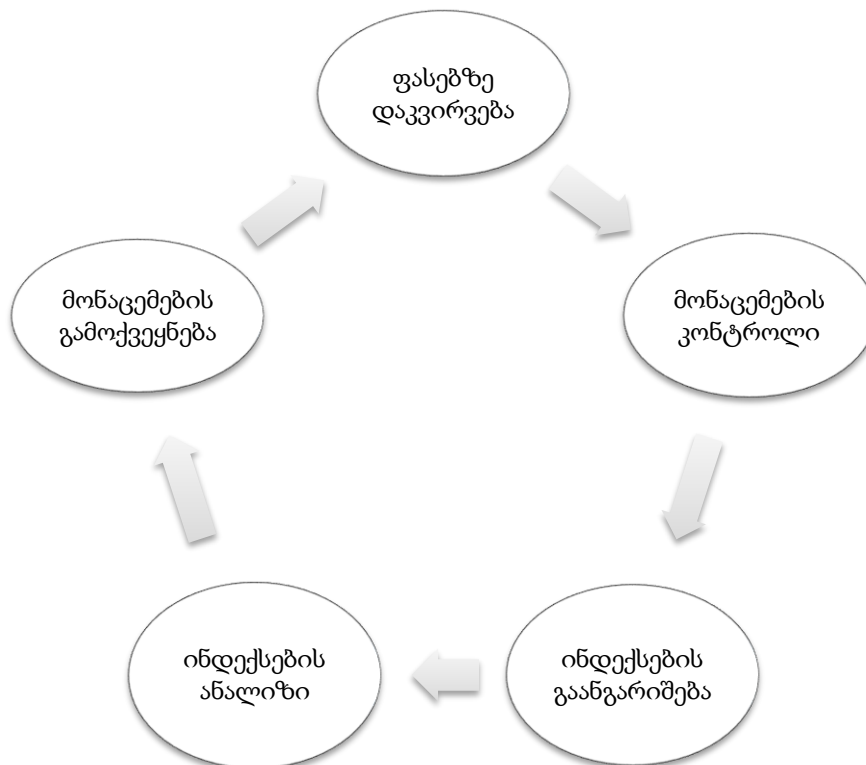 ფასებზე
დაკვირვება
მონაცემების
კონტროლი
ინდექსების
გაანგარიშება
ინდექსების
ანალიზი
მონაცემების
გამოქვეყნება